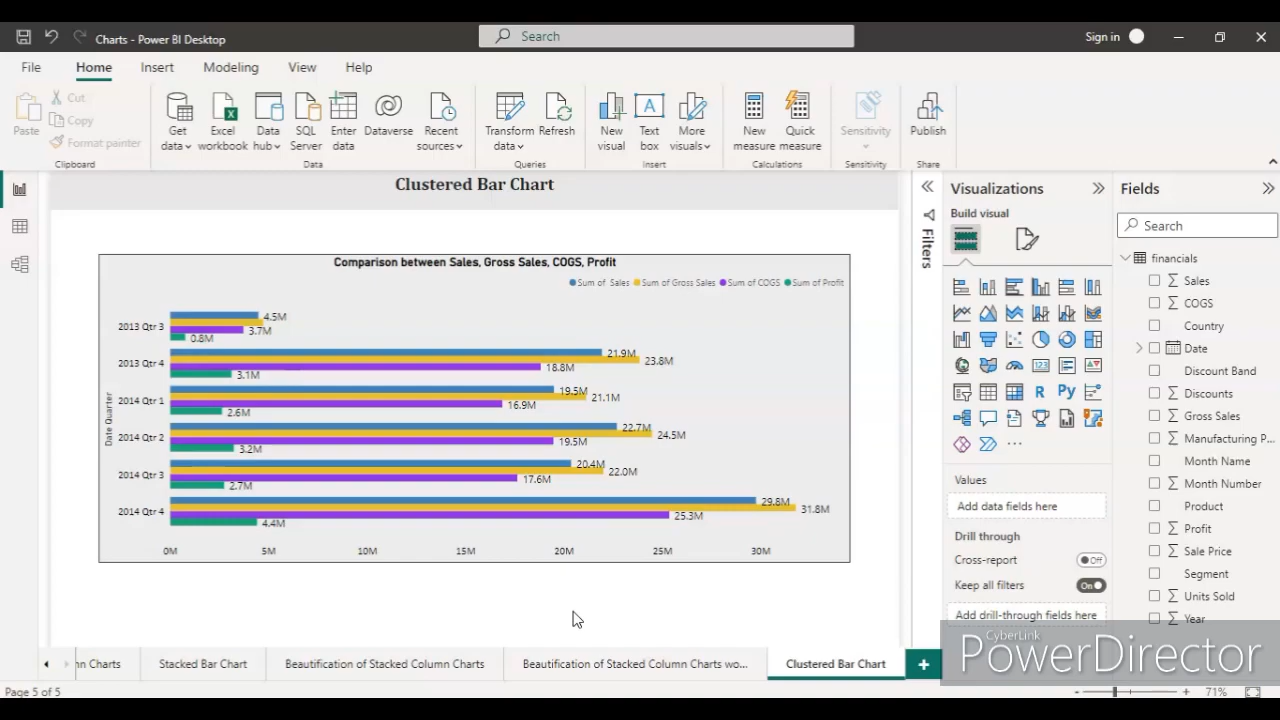 Charts - Power BI Desktop
Search
Sign in
File Home Insert Modeling View Help
Paste
Cut
Copy
Format painter
Clipboard
Get data
Excel workbook
Data hub
SQL Server
Enter data
Dataverse
Recent sources
Data
Transform data
Refresh
Queries
New visual
Text box
More visuals
Insert
New measure
Quick measure
Calculations
Sensitivity
Sensitivity
Publish
Share
Clustered Bar Chart
Comparison between Sales, Gross Sales, COGS, Profit
Sum of Sales Sum of Gross Sales Sum of COGS Sum of Profit
Date Quarter
2013 Qtr 3
4.5M
3.7M
0.8M
2013 Qtr 4
21.9M
23.8M
18.8M
3.1M
2014 Qtr 1
19.5M
21.1M
16.9M
2.6M
2014 Qtr 2
22.7M
24.5M
19.5M
3.2M
2014 Qtr 3
20.4M
22.0M
17.6M
2.7M
2014 Qtr 4
29.8M
31.8M
25.3M
4.4M
0M 5M 10M 15M 20M 25M 30M
Filters
Visualizations
Build visual
R Py
123
...
Values
Add data fields here
Drill through
Cross-report
Off
Keep all filters
On
Add drill-through fields here
Fields
Search
financials
Sales
COGS
Country
Date
Discount Band
Discounts
Gross Sales
Manufacturing P...
Month Name
Month Number
Product
Profit
Sale Price
Segment
Units Sold
Year
CyberLink
PowerDirector
nn Charts
Stacked Bar Chart
Beautification of Stacked Column Charts
Beautification of Stacked Column Charts wo...
Clustered Bar Chart
Page 5 of 5
71%